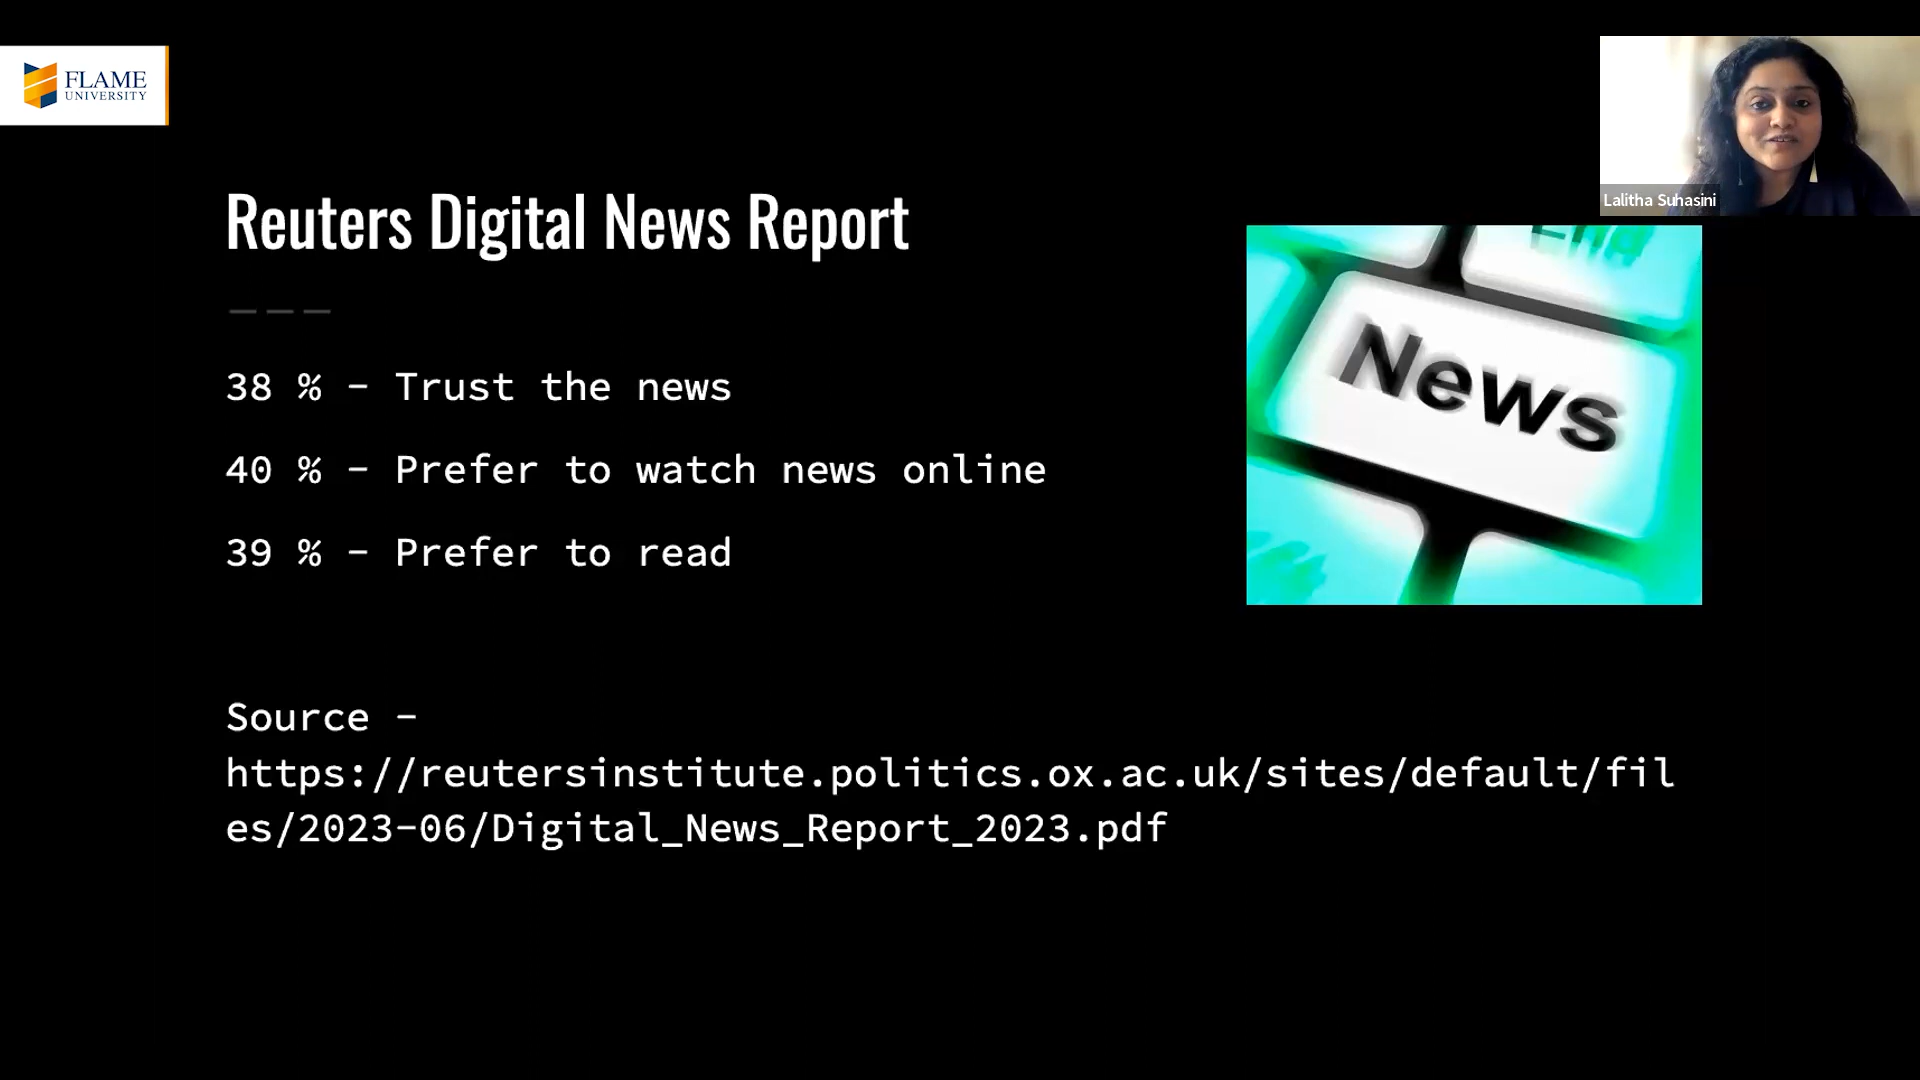 FLAME
UNIVERSITY
Lalitha Suhasini
Reuters Digital News Report
End
News
38 % - Trust the news
40 % - Prefer to watch news online
39 % - Prefer to read
Source -
https://reutersinstitute.politics.ox.ac.uk/sites/default/fil
es/2023-06/Digital_News_Report_2023.pdf